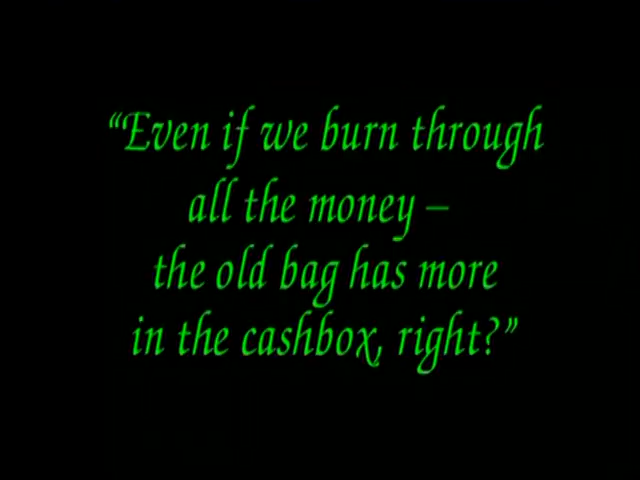 “Even if we burn through
all the money –
the old bag has more
in the cashbox, right?”